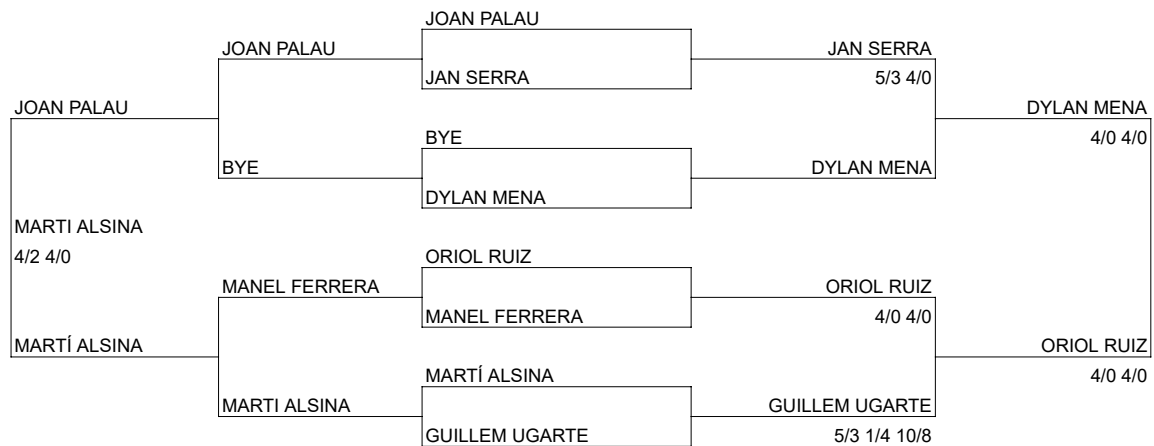 JOAN PALAU
JOAN PALAU JAN SERRA
JAN SERRA 5/3 4/0
JOAN PALAU DYLAN MENA
BYE 4/0 4/0
BYE DYLAN MENA
DYLAN MENA
MARTI ALSINA
4/2 4/0 ORIOL RUIZ
MANEL FERRERA ORIOL RUIZ
MANEL FERRERA 4/0 4/0
MARTÍ ALSINA ORIOL RUIZ
MARTÍ ALSINA 4/0 4/0
MARTI ALSINA GUILLEM UGARTE
GUILLEM UGARTE 5/3 1/4 10/8